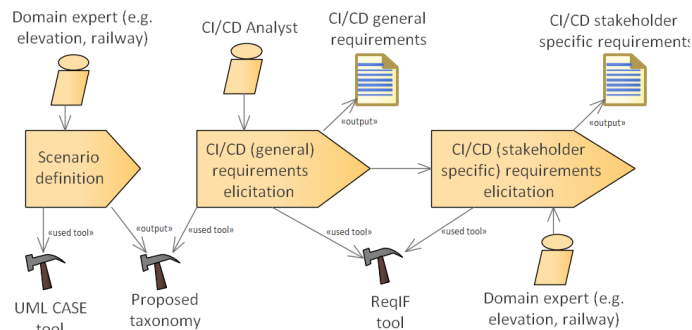 Domain expert (e.g.
elevation, railway)
CI/CD Analyst
CI/CD general
requirements
CI/CD stakeholder
specific requirements
«output»
«output»
Scenario
definition
CI/CD (general)
requirements
elicitation
CI/CD (stakeholder
specific) requirements
elicitation
«used tool»
«output»
«used tool»
«used tool»
«used tool»
UML CASE
tool
Proposed
taxonomy
ReqIF
tool
Domain expert (e.g.
elevation, railway)